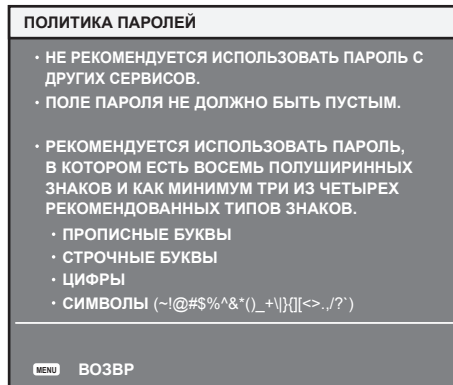 ПОЛИТИКА ПАРОЛЕЙ
· НЕ РЕКОМЕНДУЕТСЯ ИСПОЛЬЗОВАТЬ ПАРОЛЬ С
ДРУГИХ СЕРВИСОВ.
· ПОЛЕ ПАРОЛЯ НЕ ДОЛЖНО БЫТЬ ПУСТЫМ.
· РЕКОМЕНДУЕТСЯ ИСПОЛЬЗОВАТЬ ПАРОЛЬ,
В КОТОРОМ ЕСТЬ ВОСЕМЬ ПОЛУШИРИННЫХ
ЗНАКОВ И КАК МИНИМУМ ТРИ ИЗ ЧЕТЫРЕХ
РЕКОМЕНДОВАННЫХ ТИПОВ ЗНАКОВ.
· ПРОПИСНЫЕ БУКВЫ
· СТРОЧНЫЕ БУКВЫ
· ЦИФРЫ
· СИМВОЛЫ (~!@#$%^&*()_+\|}{][<>.,/?`)
MENU ВОЗВР